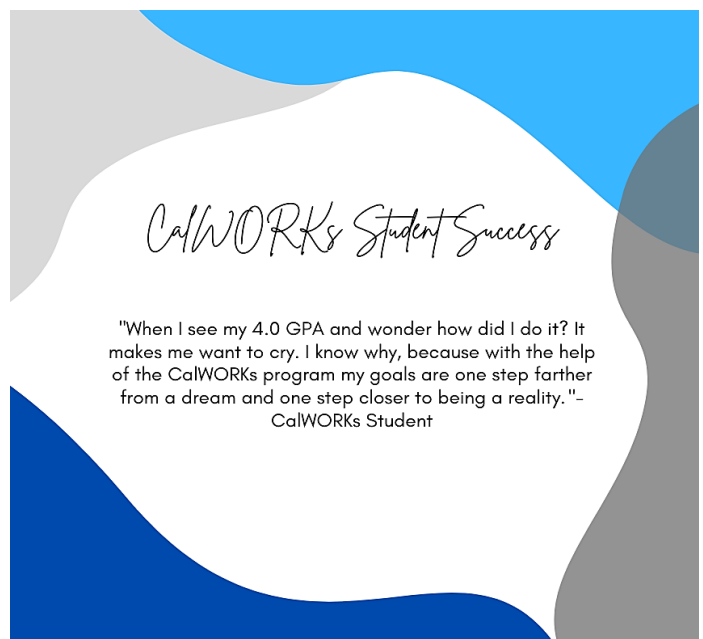 CalWORKs Student Success
"When I see my 4.0 GPA and wonder how did I do it? It
makes me want to cry. I know why, because with the help
of the CalWORKs program my goals are one step farther
from a dream and one step closer to being a reality."-
CalWORKs Student